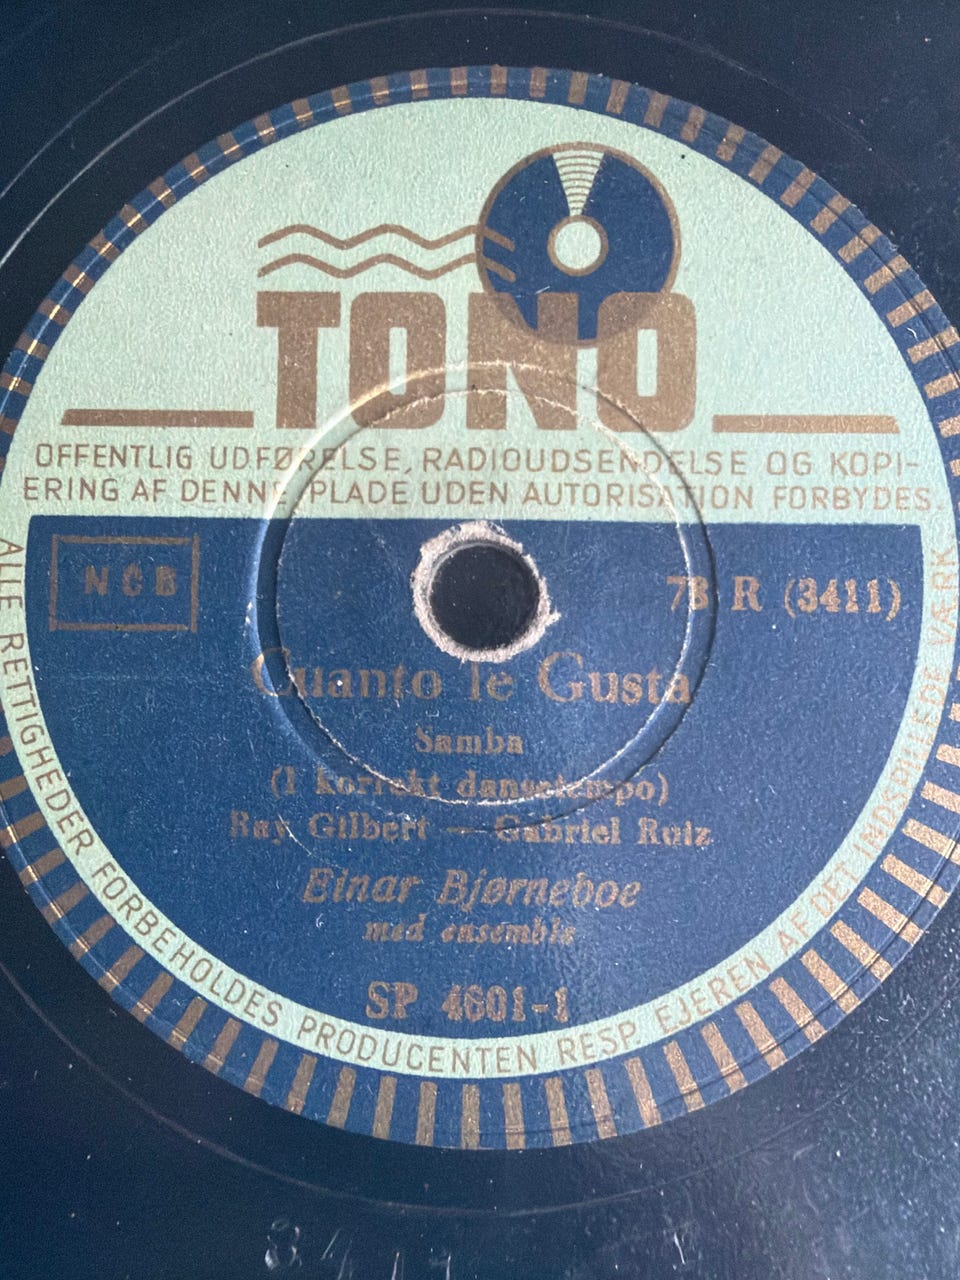 TONO
OFFENTLIG UDFØRELSE, RADIOUDSENDELSE OG KOPI-
ERING AF DENNE PLADE UDEN AUTORISATION FORBYDES.
NCB
78 R (3411)
Cuanto le Gusta
Samba
(I korrekt dansetempo)
Ray Gilbert — Gabriel Ruiz
Einar Bjørneboe
med ensemble
SP 4601-1
ALLE RETTIGHEDER FORBEHOLDES PRODUCENTEN RESP. EJEREN AF DET INDSPILLEDE VÆRK